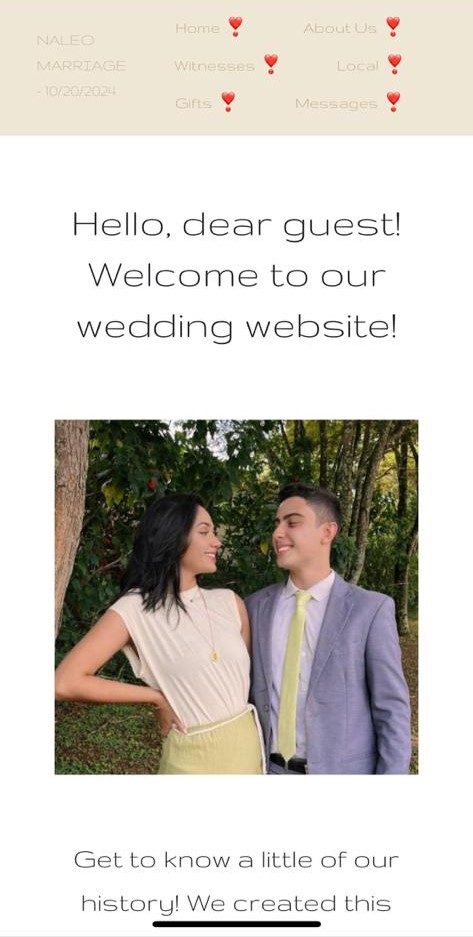 NALEO
MARRIAGE
- 10/20/2024
Home ❣️ About Us ❣️
Witnesses ❣️ Local ❣️
Gifts ❣️ Messages ❣️
Hello, dear guest!
Welcome to our
wedding website!
Get to know a little of our
history! We created this